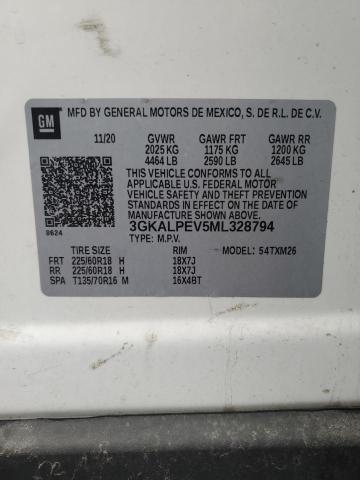 GM
MFD BY GENERAL MOTORS DE MEXICO, S. DE R.L. DE C.V.
11/20 GVWR GAWR FRT GAWR RR
2025 KG 1175 KG 1200 KG
4464 LB 2590 LB 2645 LB
THIS VEHICLE CONFORMS TO ALL
APPLICABLE U.S. FEDERAL MOTOR
VEHICLE SAFETY AND THEFT PREVENTION
STANDARDS IN EFFECT ON THE DATE OF
MANUFACTURE SHOWN ABOVE.
3GKALPEV5ML328794
8624 TYPE: M.P.V. MODEL: 54TXM26
TIRE SIZE RIM
FRT 225/60R18 H 18X7J
RR 225/60R18 H 18X7J
SPA T135/70R16 M 16X4BT